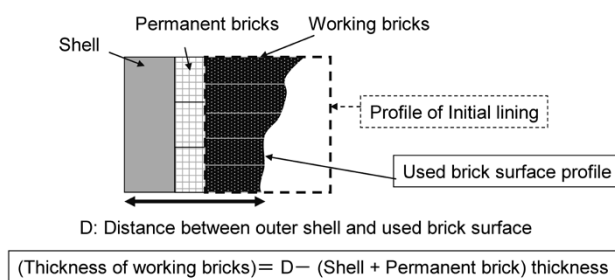 Permanent bricks
Working bricks
Shell
Profile of Initial lining
Used brick surface profile
D: Distance between outer shell and used brick surface
(Thickness of working bricks)= D− (Shell + Permanent brick) thickness